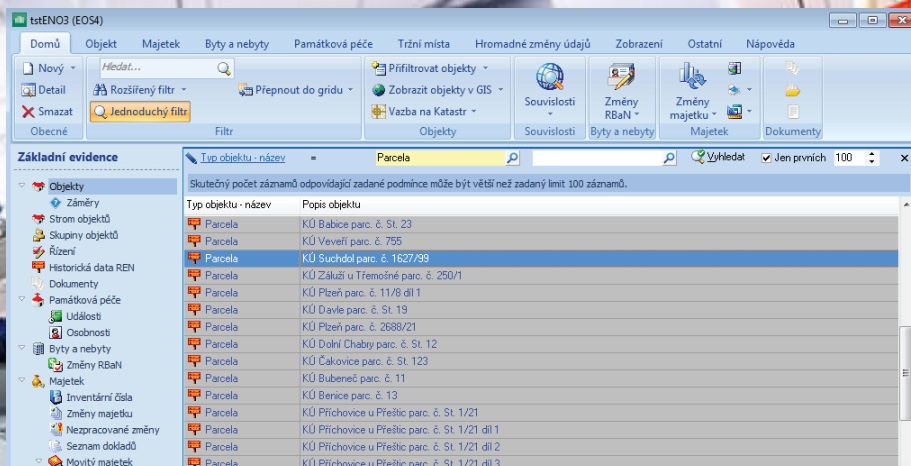 tstENO3 (EOS4)
Domů Objekt Majetek Byty a nebyty Památková péče Tržní místa Hromadné změny údajů Zobrazení Ostatní Nápověda
Nový Hledat... Přifiltrovat objekty
Detail Rozšířený filtr Přepnout do gridu Zobrazit objekty v GIS Souvislosti Změny RBaN Změny majetku
Smazat Jednoduchý filtr Vazba na Katastr
Obecné Filtr Objekty Souvislosti Byty a nebyty Majetek Dokumenty
Základní evidence
Typ objektu - název = Parcela Vyhledat Jen prvních 100 x
Skutečný počet záznamů odpovídající zadané podmínce může být větší než zadaný limit 100 záznamů.
Typ objektu - název Popis objektu
Parcela KÚ Babice parc. č. St. 23
Parcela KÚ Veveří parc. č. 755
Parcela KÚ Suchdol parc. č. 1627/99
Parcela KÚ Záluží u Třemošné parc. č. 250/1
Parcela KÚ Plzeň parc. č. 11/8 díl 1
Parcela KÚ Davle parc. č. St. 19
Parcela KÚ Plzeň parc. č. 2688/21
Parcela KÚ Dolní Chabry parc. č. St. 12
Parcela KÚ Čakovice parc. č. St. 123
Parcela KÚ Bubeneč parc. č. 11
Parcela KÚ Benice parc. č. 13
Parcela KÚ Příchovice u Přeštic parc. č. St. 1/21
Parcela KÚ Příchovice u Přeštic parc. č. St. 1/21 díl 1
Parcela KÚ Příchovice u Přeštic parc. č. St. 1/21 díl 2
Parcela KÚ Příchovice u Přeštic parc. č. St. 1/21 díl 3
Objekty
Záměry
Strom objektů
Skupiny objektů
Řízení
Historická data REN
Dokumenty
Památková péče
Události
Osobnosti
Byty a nebyty
Změny RBaN
Majetek
Inventární čísla
Změny majetku
Nezpracované změny
Seznam dokladů
Movitý majetek